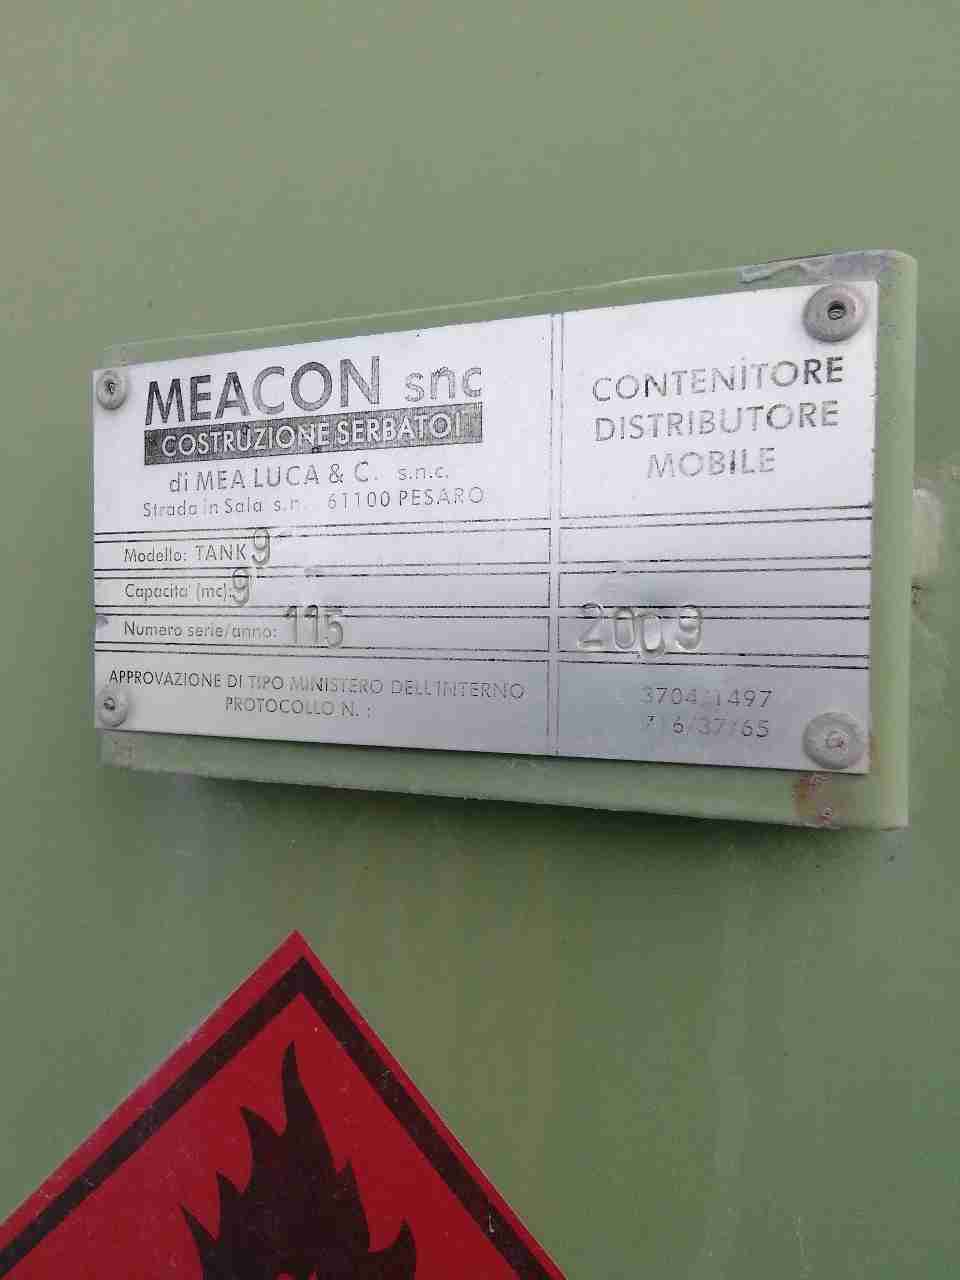 MEACON snc
COSTRUZIONE SERBATOI
di MEA LUCA & C. s.n.c.
Strada in Sala s.n. 61100 PESARO
CONTENITORE
DISTRIBUTORE
MOBILE
Modello: TANK 9
Capacita' (mc): 9
Numero serie/anno: 115 2009
APPROVAZIONE DI TIPO MINISTERO DELL'INTERNO
PROTOCOLLO N. :
3704/1497